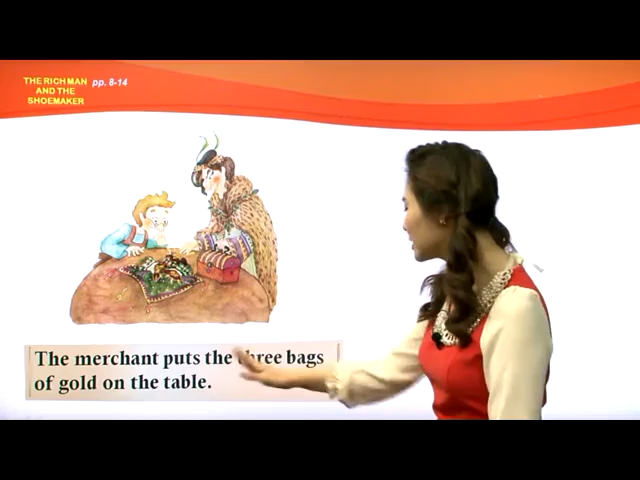 THE RICH MAN pp. 8-14
AND THE
SHOEMAKER
The merchant puts the three bags
of gold on the table.